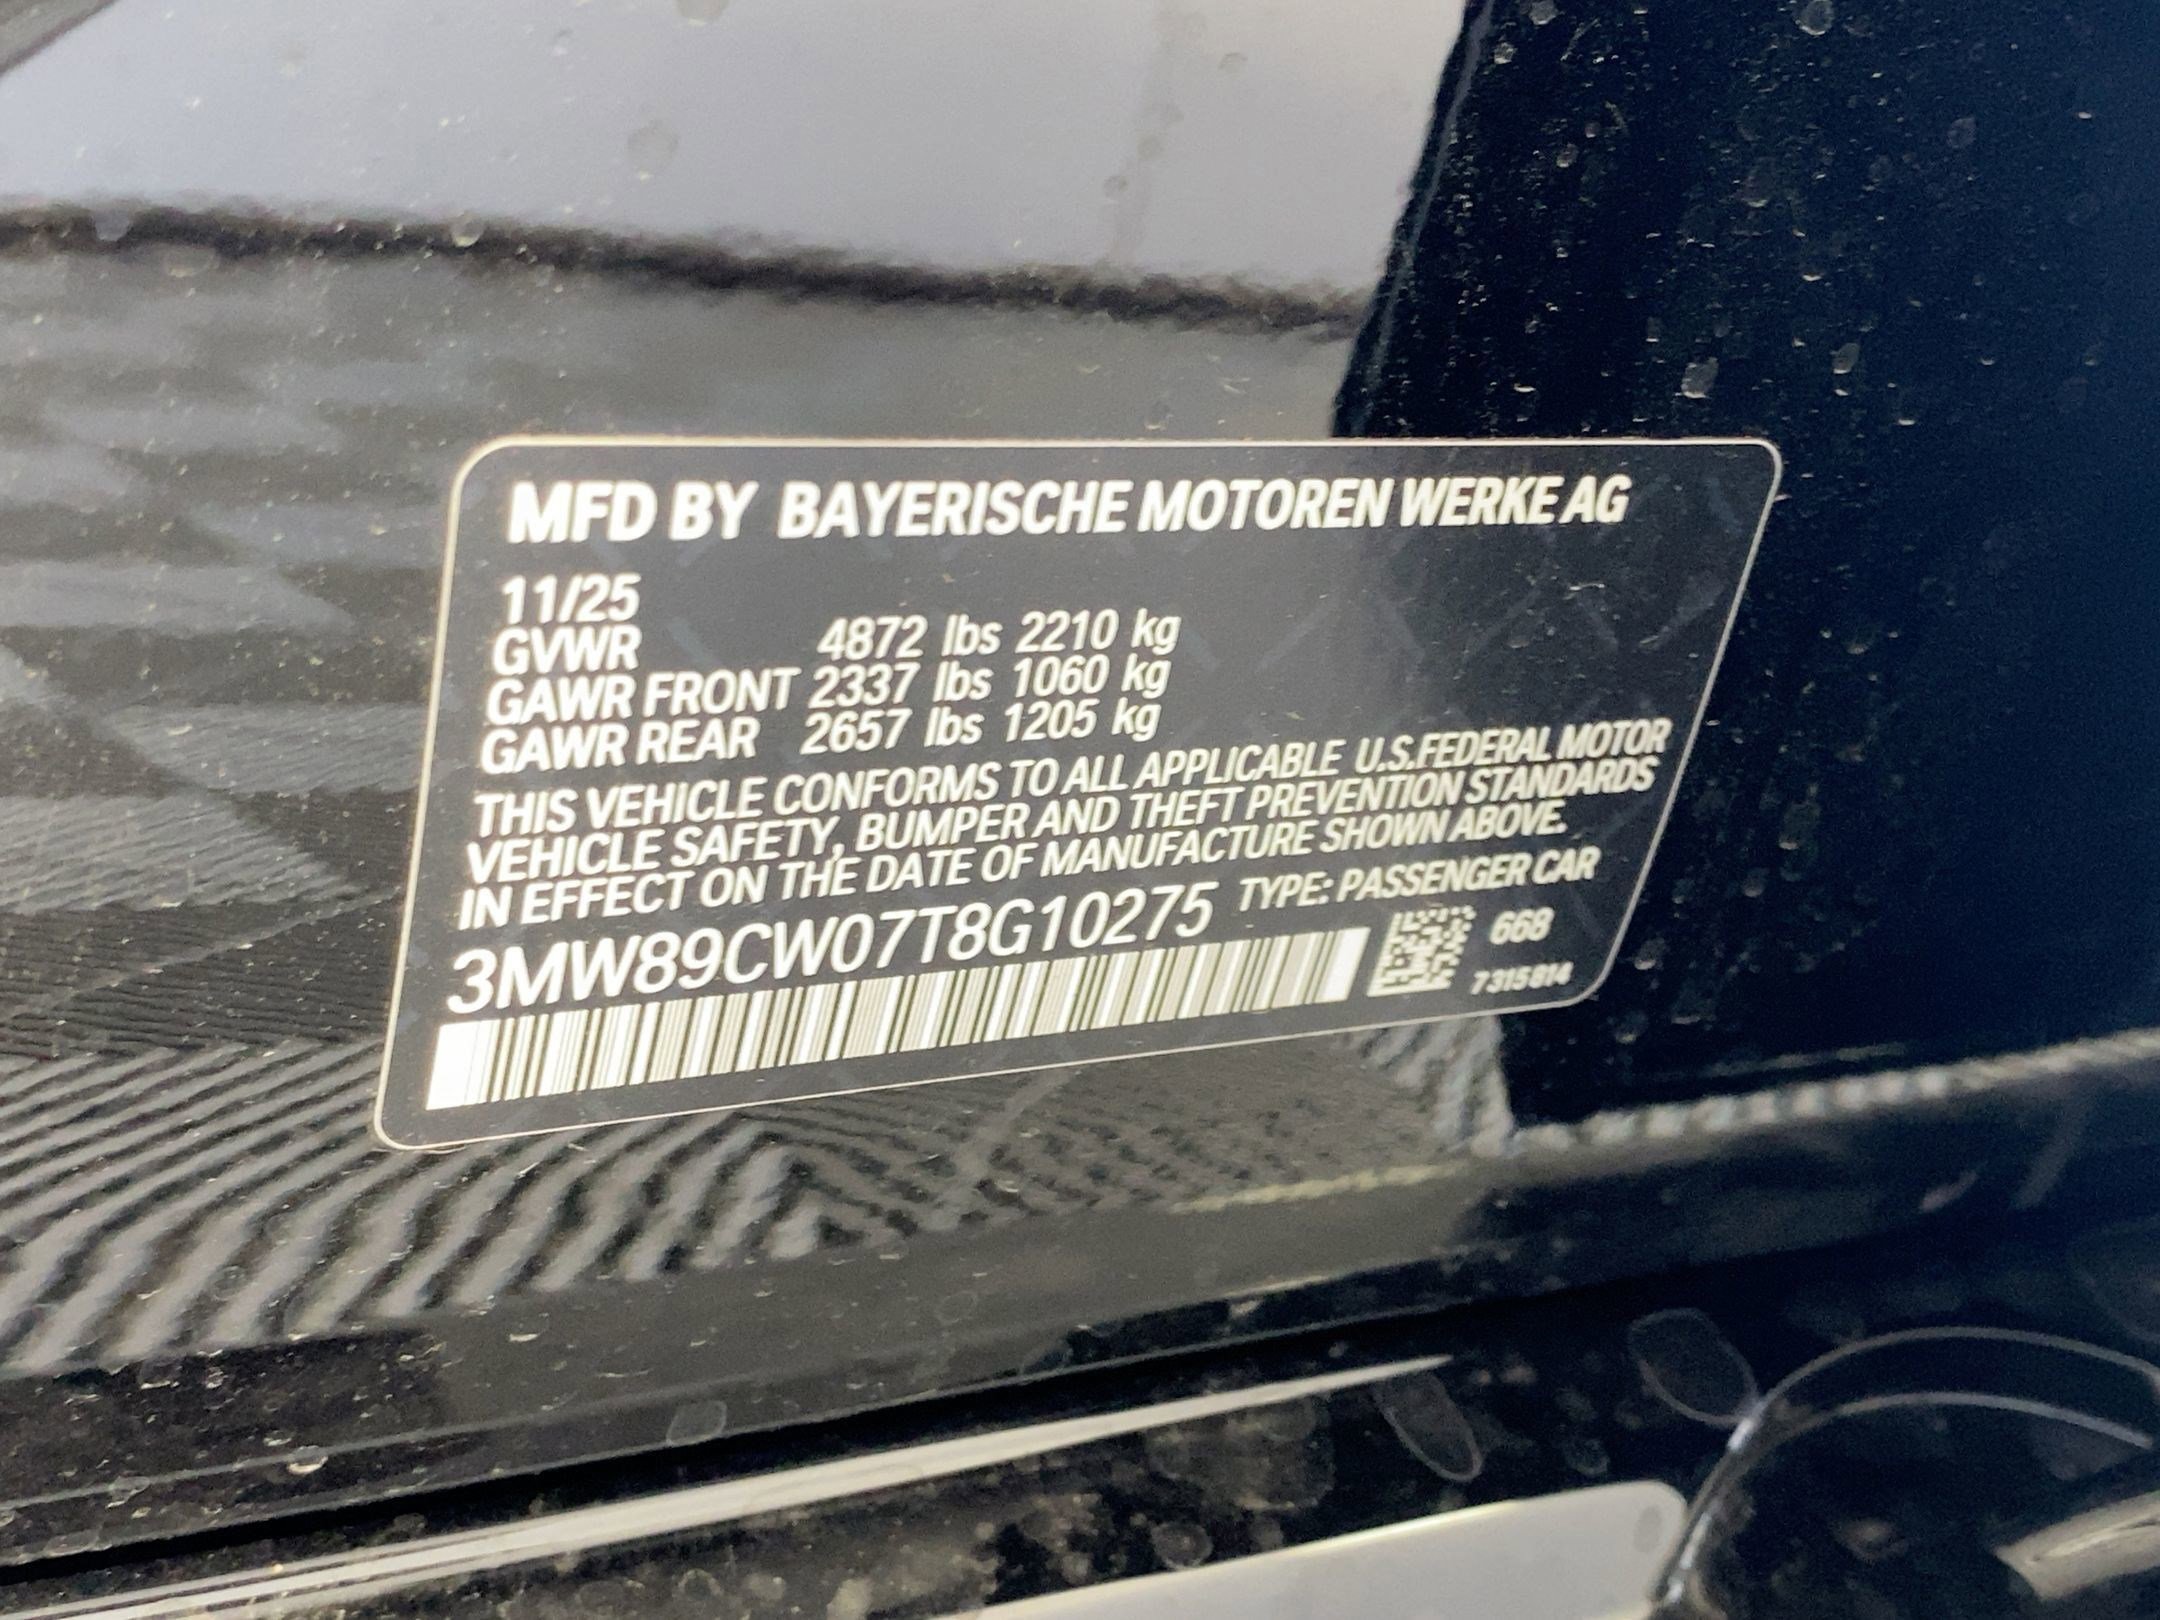 MFD BY BAYERISCHE MOTOREN WERKE AG
11/25
GVWR 4872 lbs 2210 kg
GAWR FRONT 2337 lbs 1060 kg
GAWR REAR 2657 lbs 1205 kg
THIS VEHICLE CONFORMS TO ALL APPLICABLE U.S.FEDERAL MOTOR
VEHICLE SAFETY, BUMPER AND THEFT PREVENTION STANDARDS
IN EFFECT ON THE DATE OF MANUFACTURE SHOWN ABOVE.
3MW89CW07T8G10275 TYPE: PASSENGER CAR
668
7315814